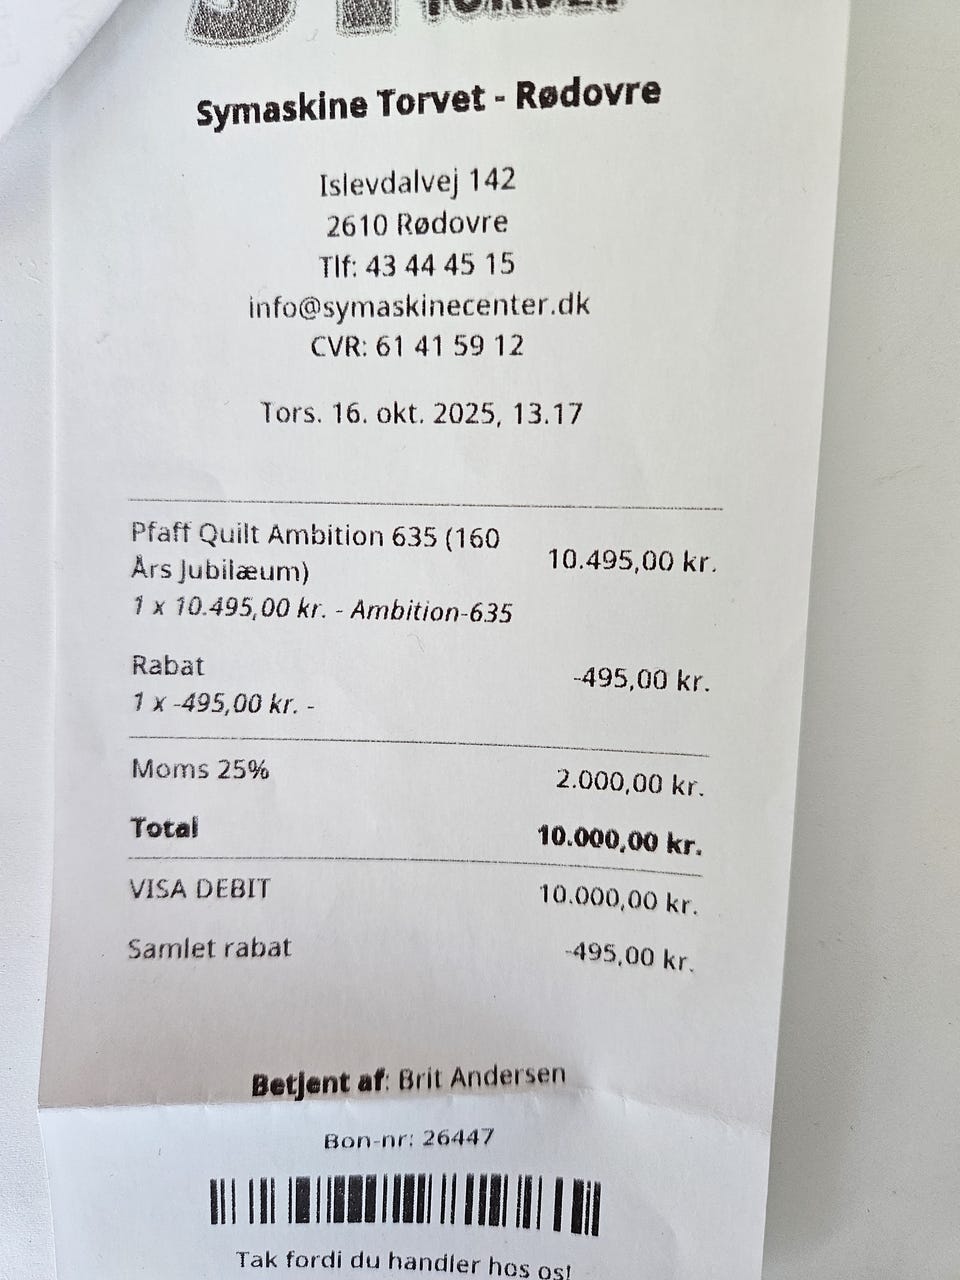 Symaskine Torvet - Rødovre
Islevdalvej 142
2610 Rødovre
Tlf: 43 44 45 15
info@symaskinecenter.dk
CVR: 61 41 59 12
Tors. 16. okt. 2025, 13.17
Pfaff Quilt Ambition 635 (160 10.495,00 kr.
Års Jubilæum)
1 x 10.495,00 kr. - Ambition-635
Rabat -495,00 kr.
1 x -495,00 kr. -
Moms 25% 2.000,00 kr.
Total 10.000,00 kr.
VISA DEBIT 10.000,00 kr.
Samlet rabat -495,00 kr.
Betjent af: Brit Andersen
Bon-nr: 26447
Tak fordi du handler hos os!